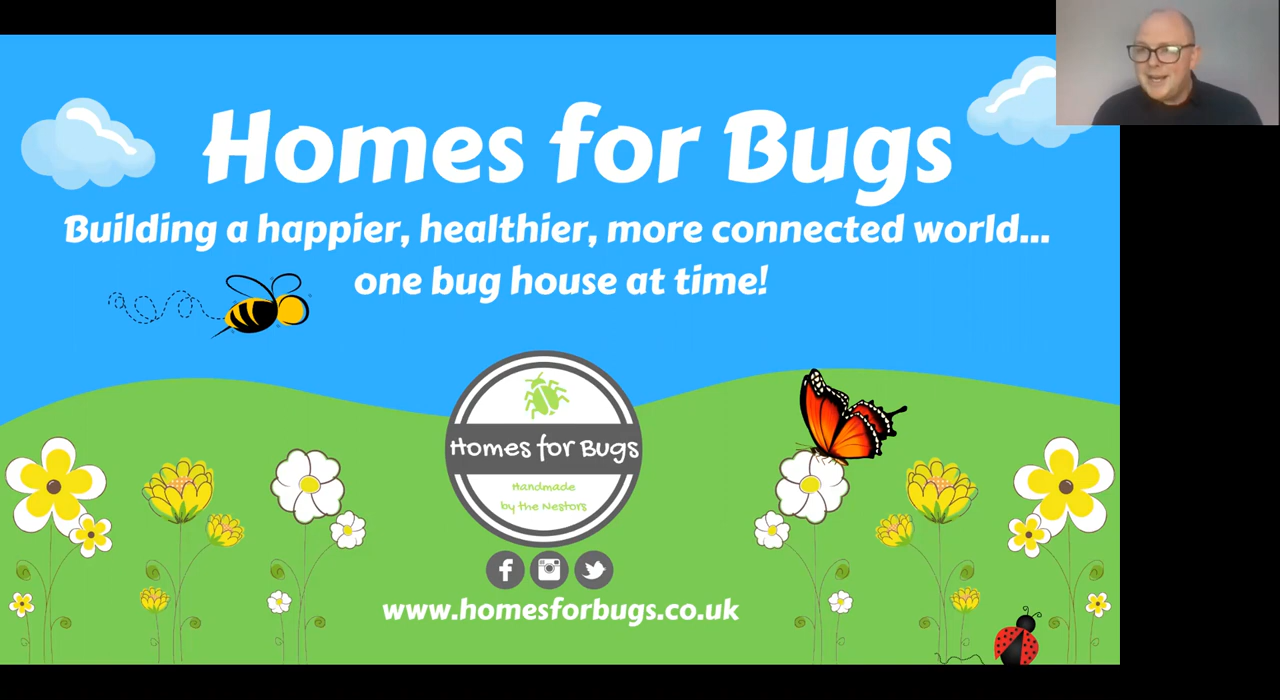 Homes for Bugs
Building a happier, healthier, more connected world...
one bug house at time!
Homes for Bugs
Handmade
by the Nestors
www.homesforbugs.co.uk